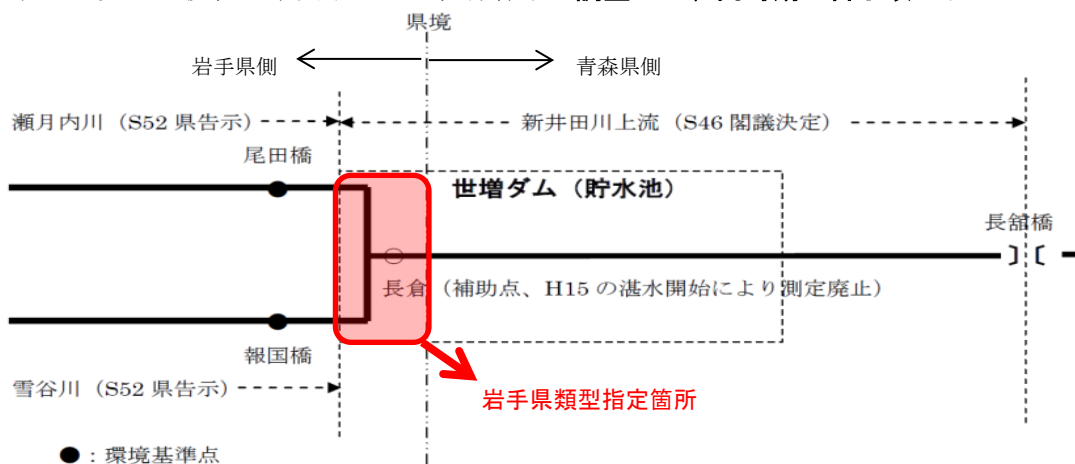 県境
岩手県側
青森県側
瀬月内川（S52 県告示）
新井田川上流（S46 閣議決定）
尾田橋
世増ダム（貯水池）
長舘橋
長倉（補助点、H15 の湛水開始により測定廃止）
報国橋
雪谷川（S52 県告示）
岩手県類型指定箇所
●：環境基準点